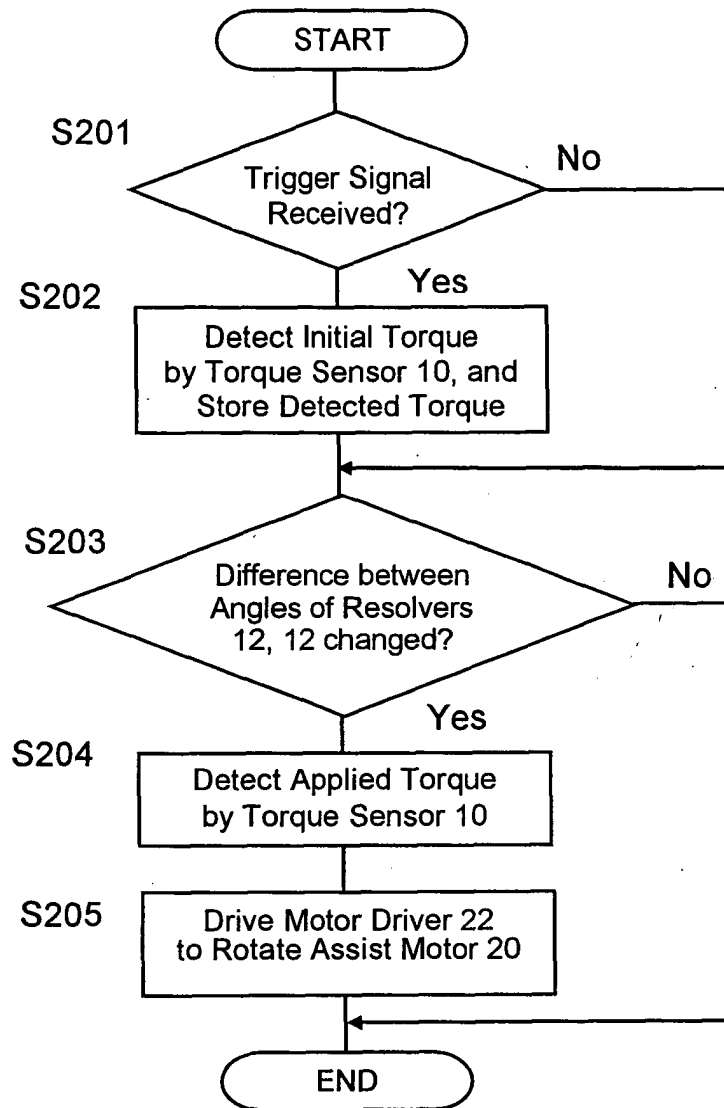 START
S201
No
Trigger Signal
Received?
Yes
S202
Detect Initial Torque
by Torque Sensor 10, and
Store Detected Torque
S203
No
Difference between
Angles of Resolvers
12, 12 changed?
Yes
S204
Detect Applied Torque
by Torque Sensor 10
S205
Drive Motor Driver 22
to Rotate Assist Motor 20
END